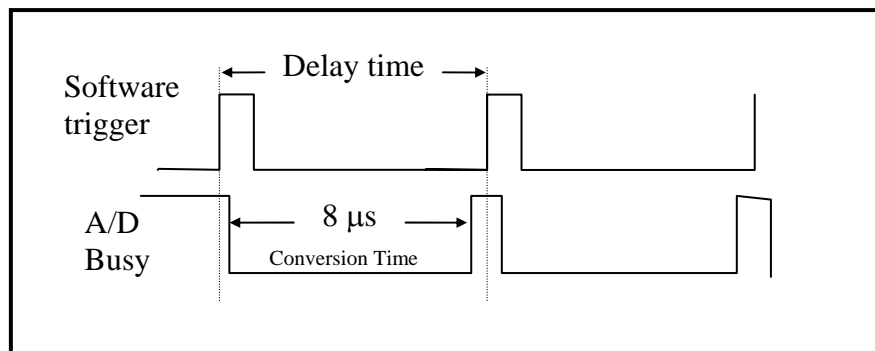 Delay time
Software
trigger
8 μs
A/D
Busy
Conversion Time